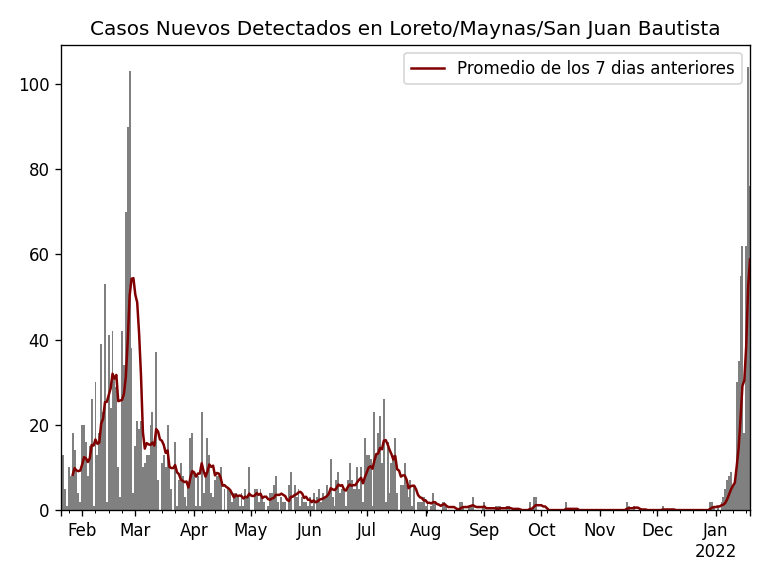 Casos Nuevos Detectados en Loreto/Maynas/San Juan Bautista
Promedio de los 7 dias anteriores
100
80
60
40
20
0
Feb Mar Apr May Jun Jul Aug Sep Oct Nov Dec Jan
2022